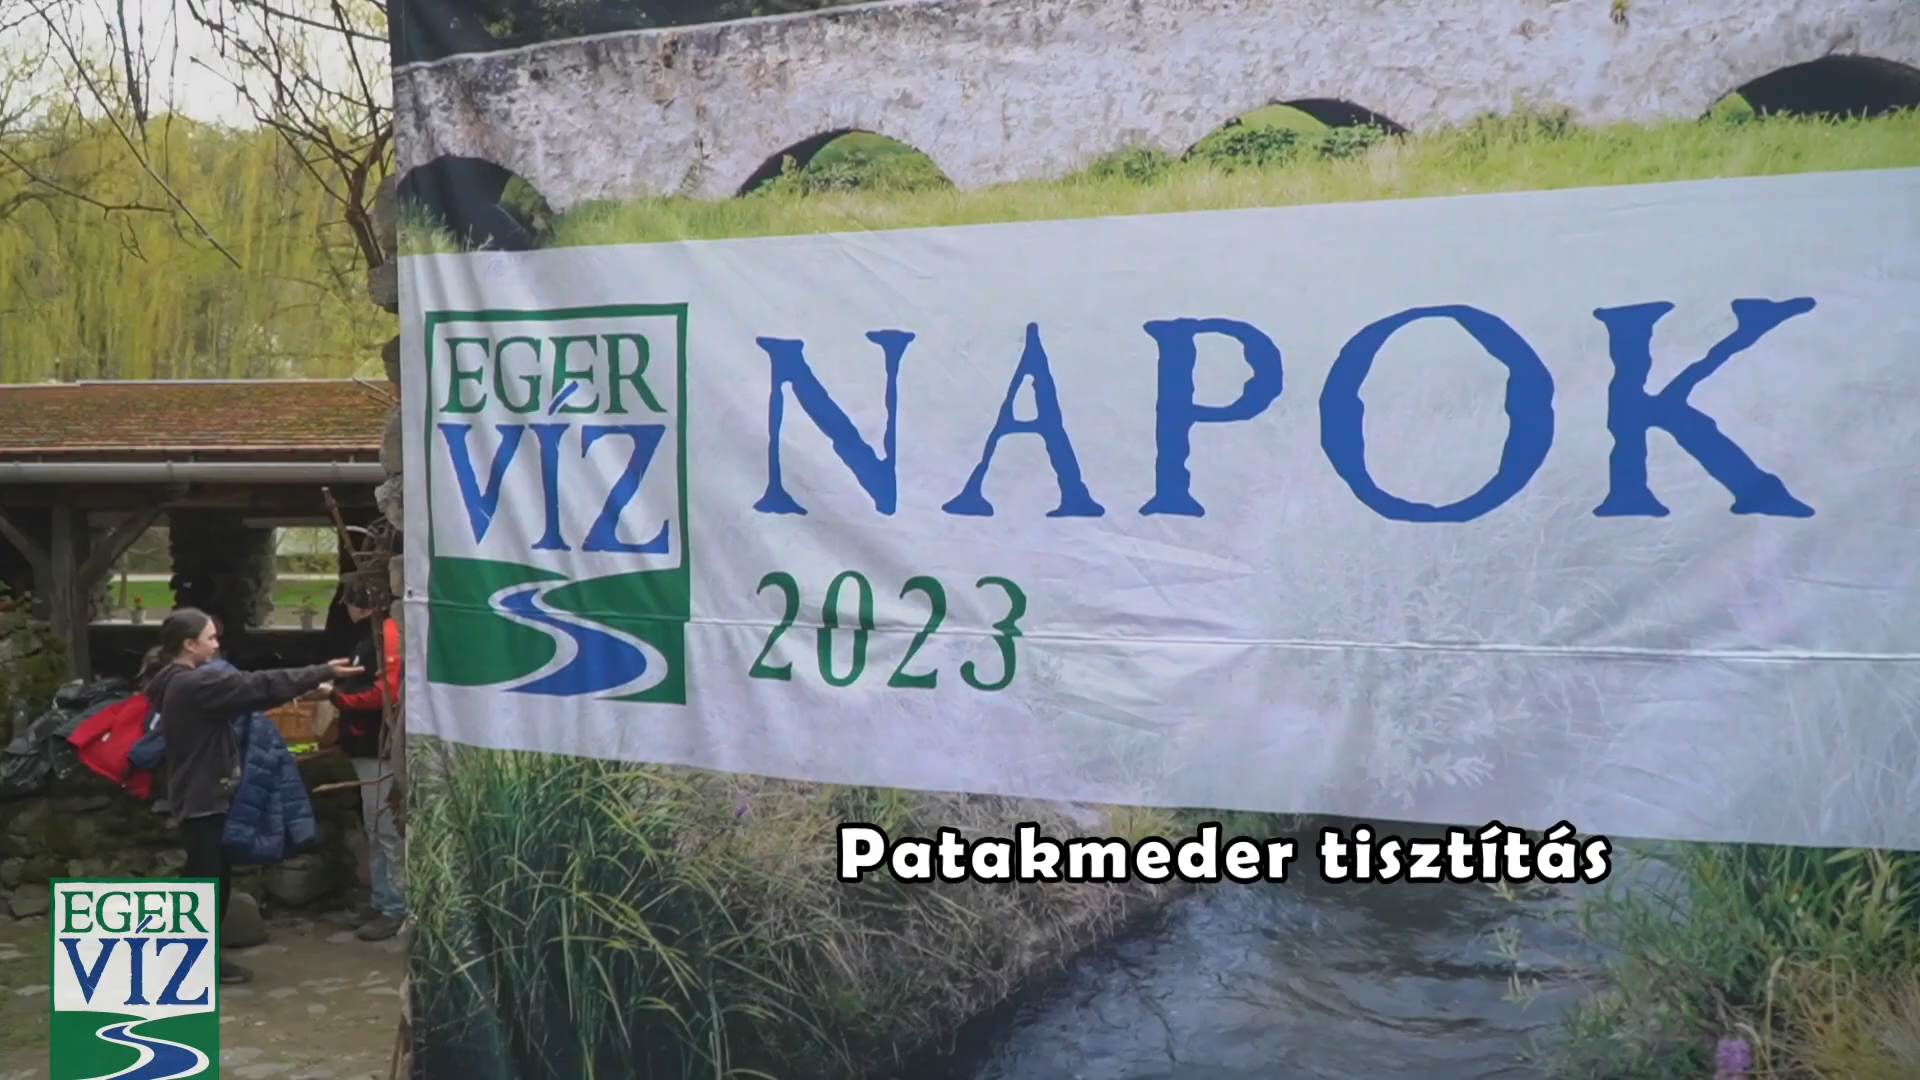 EGER
VÍZ
NAPOK
2023
Patakmeder tisztítás
EGER
VÍZ